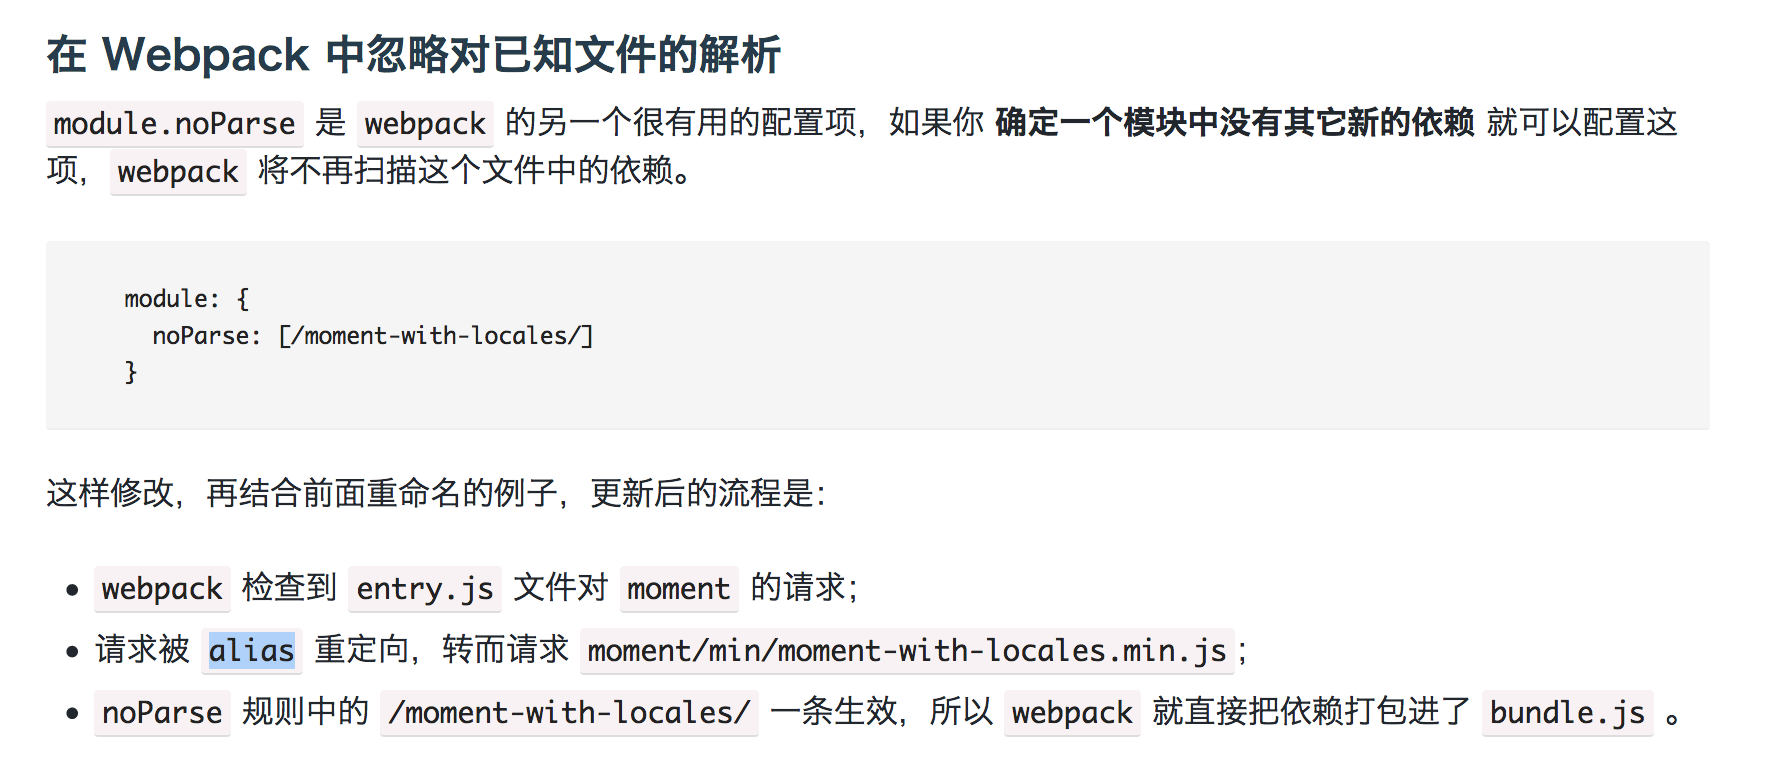 在 Webpack 中忽略对已知文件的解析
module.noParse 是 webpack 的另一个很有用的配置项，如果你 确定一个模块中没有其它新的依赖 就可以配置这
项，webpack 将不再扫描这个文件中的依赖。
module: {
  noParse: [/moment-with-locales/]
}
这样修改，再结合前面重命名的例子，更新后的流程是：
• webpack 检查到 entry.js 文件对 moment 的请求；
• 请求被 alias 重定向，转而请求 moment/min/moment-with-locales.min.js；
• noParse 规则中的 /moment-with-locales/ 一条生效，所以 webpack 就直接把依赖打包进了 bundle.js 。